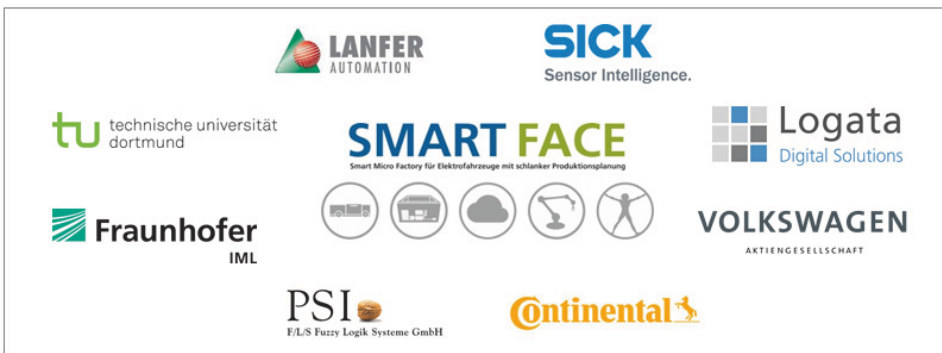 LANFER
AUTOMATION
SICK
Sensor Intelligence.
tu technische universität
dortmund
SMART FACE
Smart Micro Factory für Elektrofahrzeuge mit schlanker Produktionsplanung
Logata
Digital Solutions
Fraunhofer
IML
VOLKSWAGEN
AKTIENGESELLSCHAFT
PSI
F/L/S Fuzzy Logik Systeme GmbH
Continental